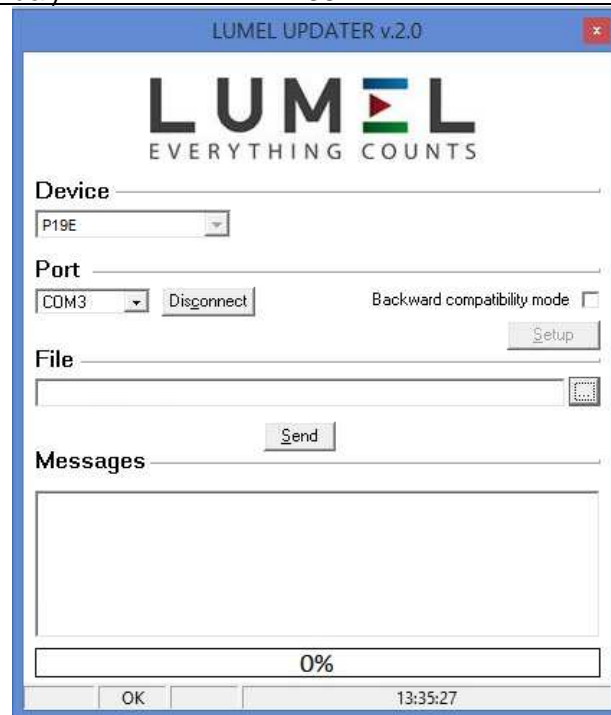 LUMEL UPDATER v.2.0
x
LUMEL
EVERYTHING COUNTS
Device
P19E
Port
COM3 Disconnect Backward compatibility mode
Setup
File
...
Send
Messages
0%
OK 13:35:27